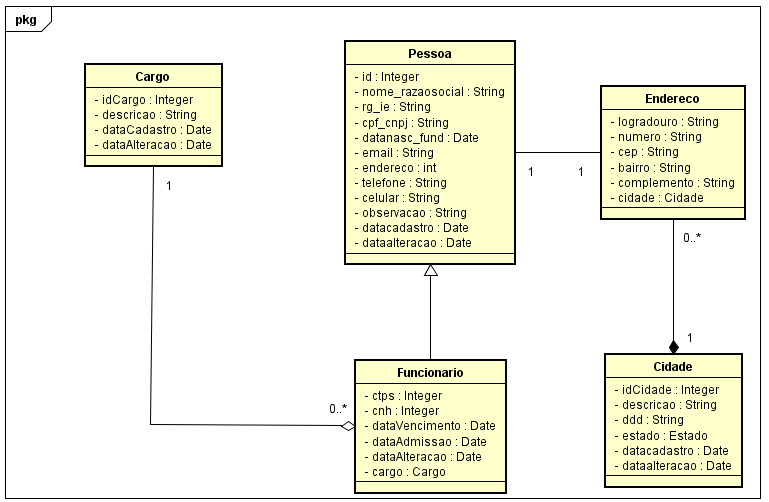 pkg
Cargo
- idCargo : Integer
- descricao : String
- dataCadastro : Date
- dataAlteracao : Date
1
Pessoa
- id : Integer
- nome_razaosocial : String
- rg_ie : String
- cpf_cnpj : String
- datanasc_fund : Date
- email : String
- endereco : int
- telefone : String
- celular : String
- observacao : String
- datacadastro : Date
- dataalteracao : Date
1
1
Endereco
- logradouro : String
- numero : String
- cep : String
- bairro : String
- complemento : String
- cidade : Cidade
0..*
1
Funcionario
- ctps : Integer
- cnh : Integer
- dataVencimento : Date
- dataAdmissao : Date
- dataAlteracao : Date
- cargo : Cargo
0..*
Cidade
- idCidade : Integer
- descricao : String
- ddd : String
- estado : Estado
- datacadastro : Date
- dataalteracao : Date